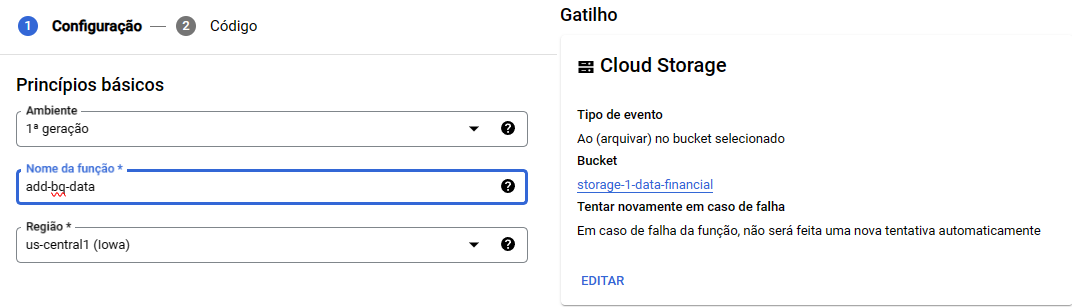 1 Configuração — 2 Código
Princípios básicos
Ambiente
1ª geração
Nome da função *
add-bq-data
Região *
us-central1 (Iowa)
Gatilho
Cloud Storage
Tipo de evento
Ao (arquivar) no bucket selecionado
Bucket
storage-1-data-financial
Tentar novamente em caso de falha
Em caso de falha da função, não será feita uma nova tentativa automaticamente
EDITAR